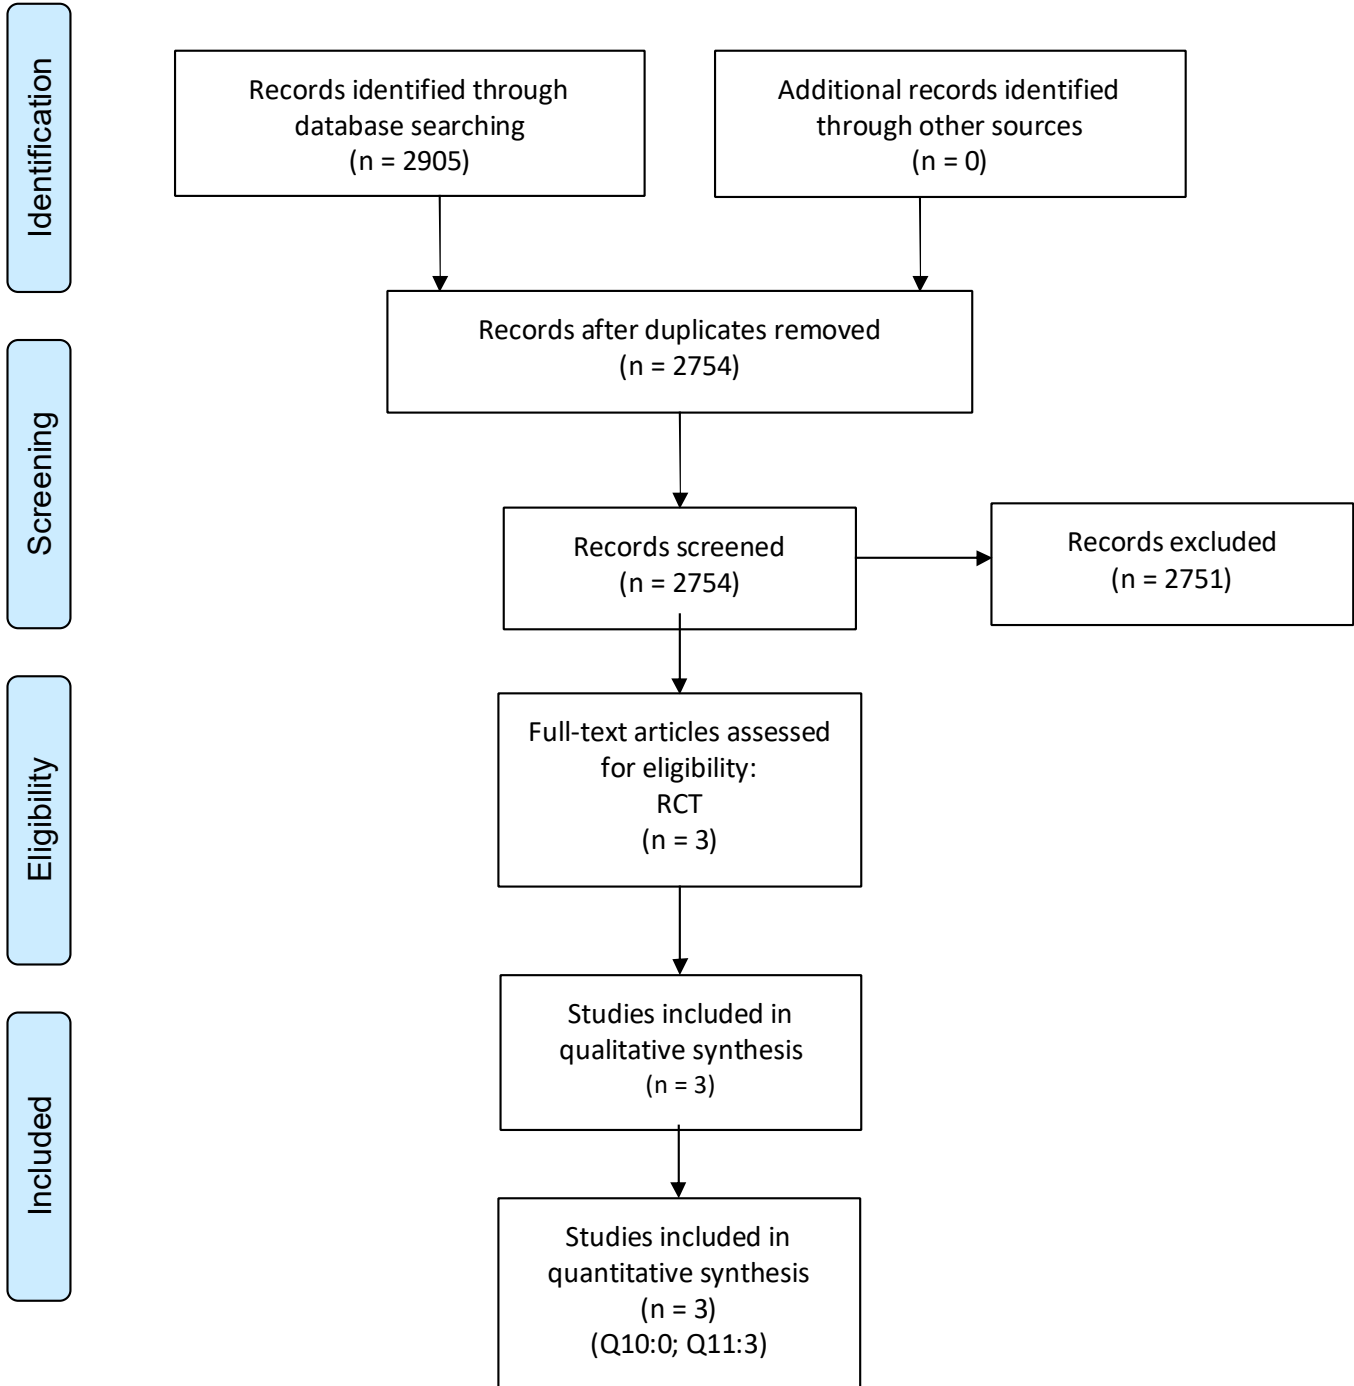 Identification
Records identified through
database searching
(n = 2905)
Additional records identified
through other sources
(n = 0)
Records after duplicates removed
(n = 2754)
Screening
Records screened
(n = 2754)
Records excluded
(n = 2751)
Eligibility
Full-text articles assessed
for eligibility:
RCT
(n = 3)
Included
Studies included in
qualitative synthesis
(n = 3)
Studies included in
quantitative synthesis
(n = 3)
(Q10:0; Q11:3)